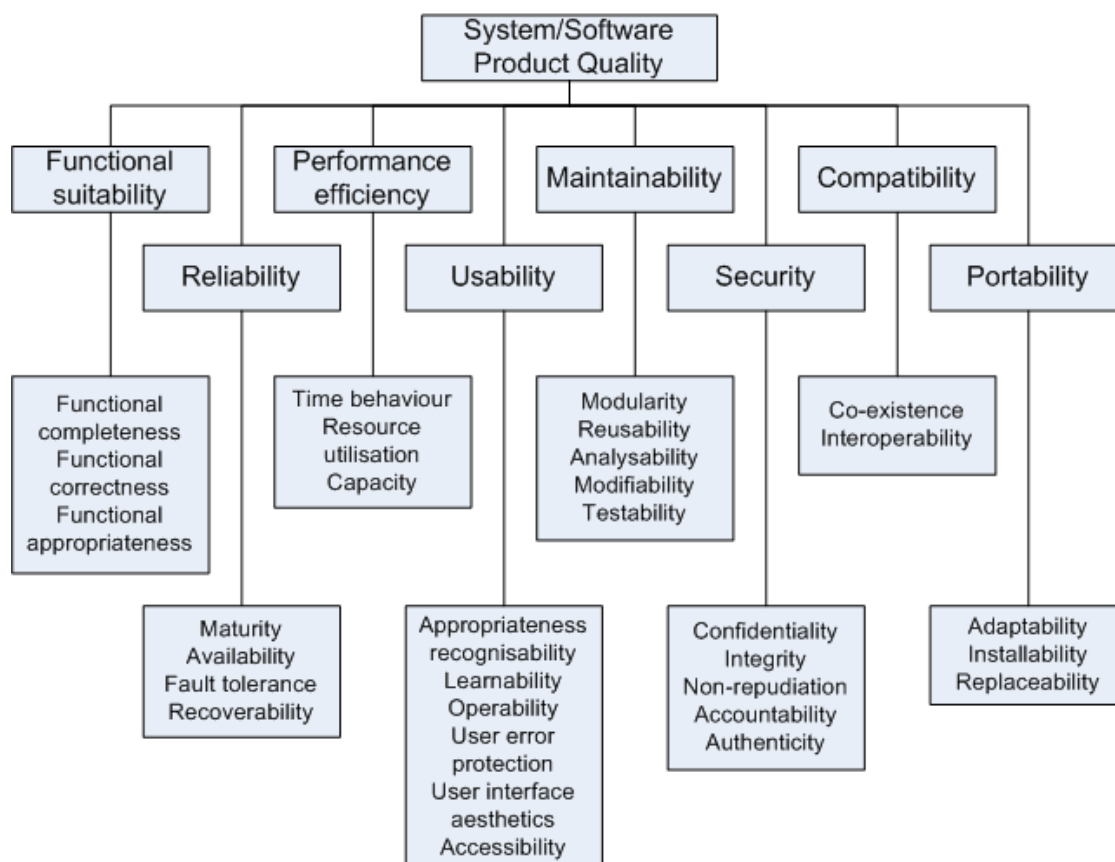 System/Software
Product Quality
Functional
suitability
Performance
efficiency
Maintainability
Compatibility
Reliability
Usability
Security
Portability
Functional
completeness
Functional
correctness
Functional
appropriateness
Time behaviour
Resource
utilisation
Capacity
Modularity
Reusability
Analysability
Modifiability
Testability
Co-existence
Interoperability
Maturity
Availability
Fault tolerance
Recoverability
Appropriateness
recognisability
Learnability
Operability
User error
protection
User interface
aesthetics
Accessibility
Confidentiality
Integrity
Non-repudiation
Accountability
Authenticity
Adaptability
Installability
Replaceability